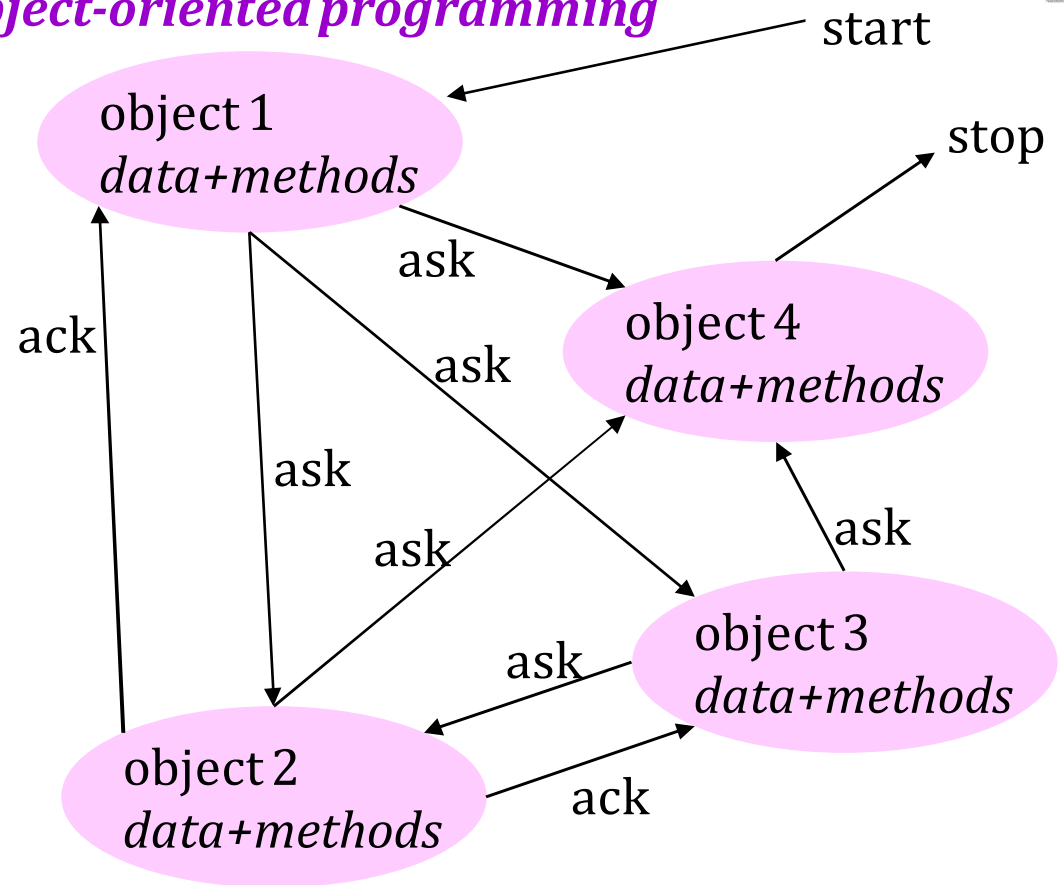 bject-oriented programming
start
object 1
data+methods
stop
ask
object 4
data+methods
ack
ask
ask
ask
ask
object 3
data+methods
ask
object 2
data+methods
ack